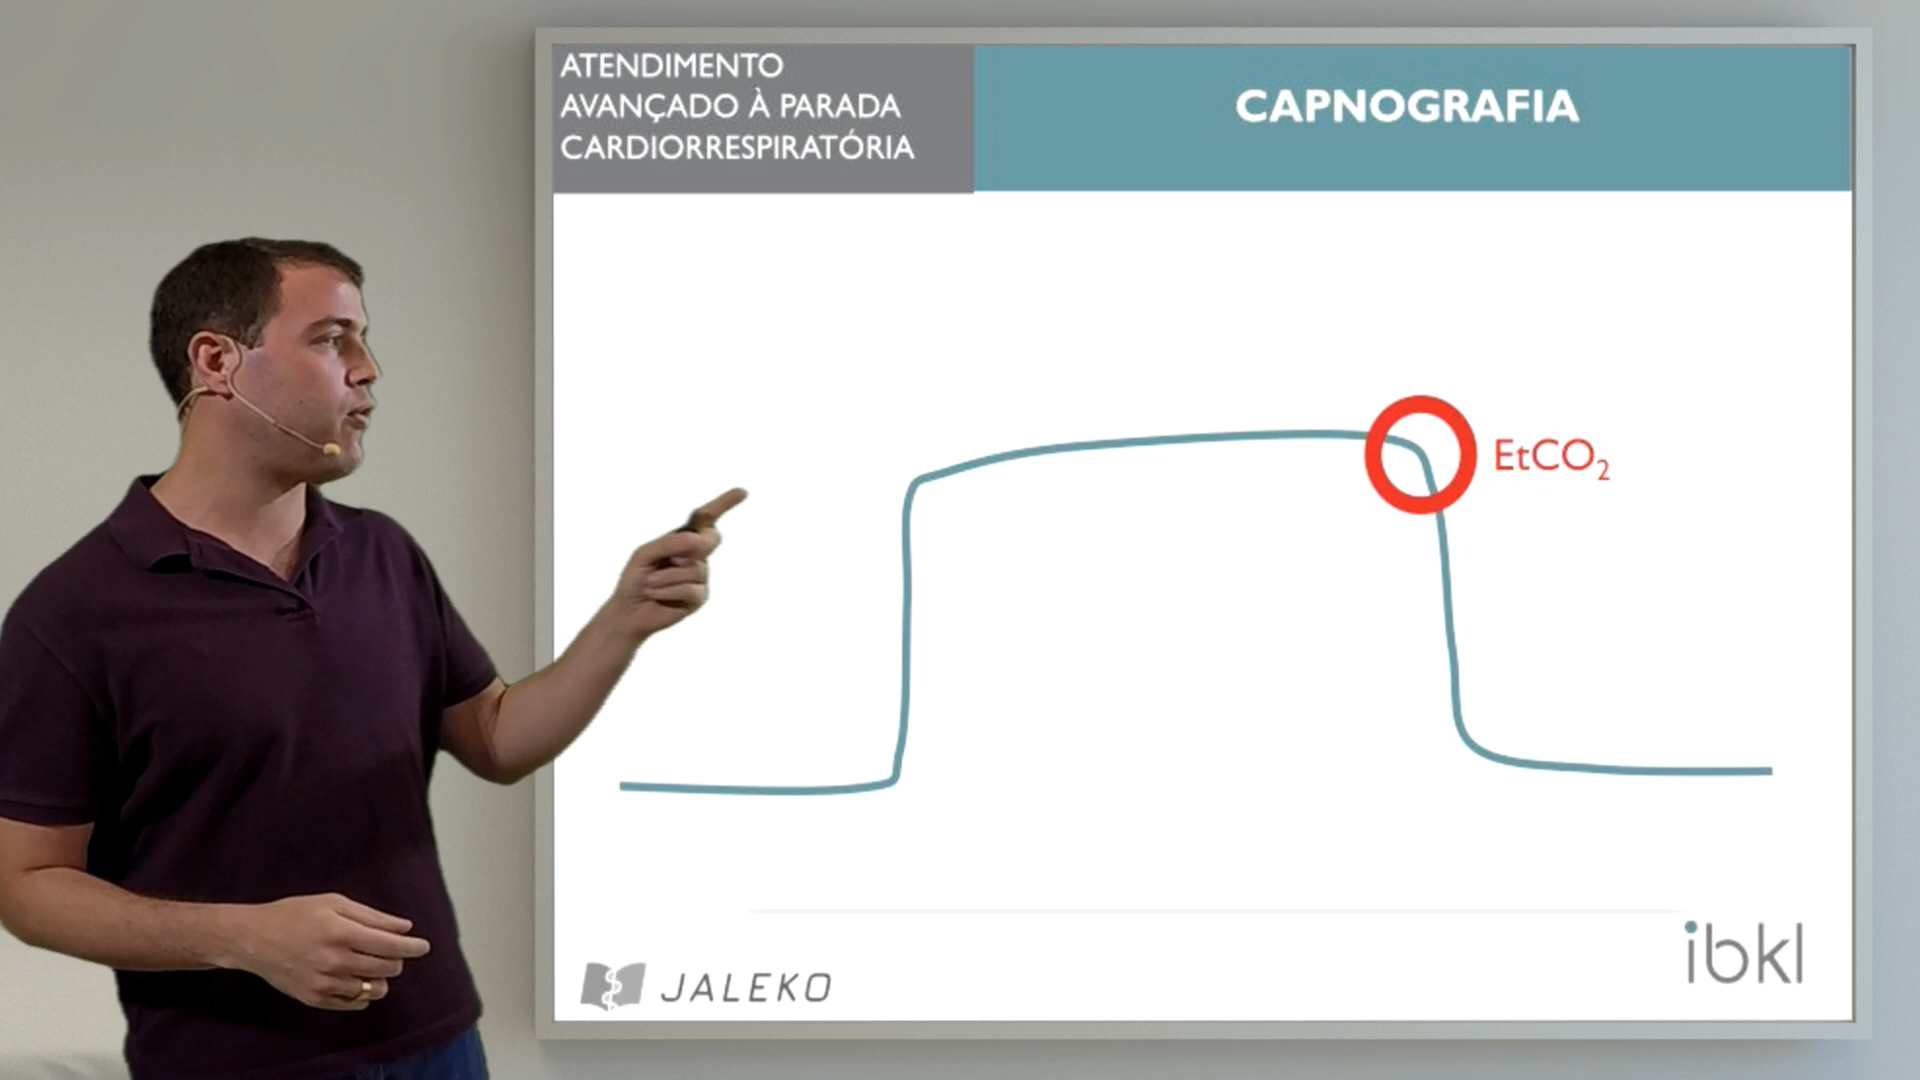 ATENDIMENTO
AVANÇADO À PARADA
CARDIORRESPIRATÓRIA
CAPNOGRAFIA
EtCO₂
JALEKO
ibkl